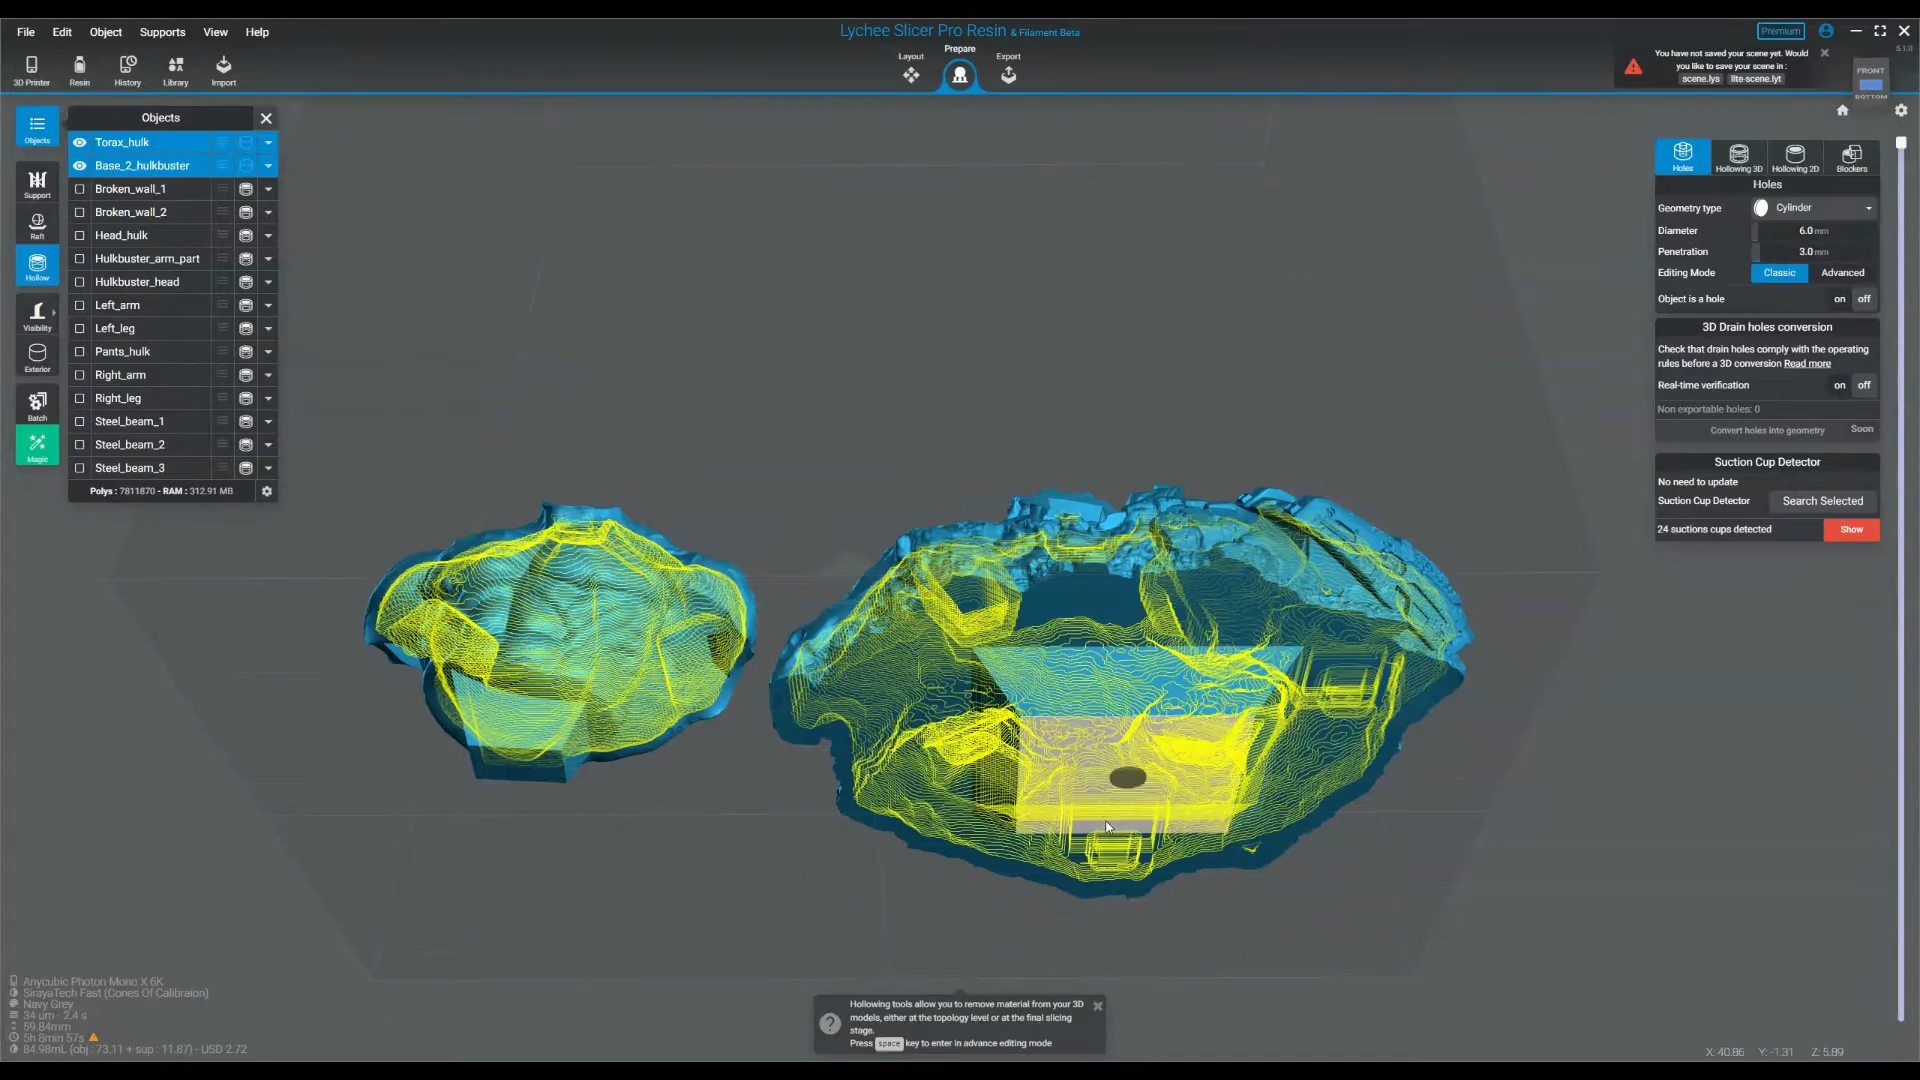 File Edit Object Supports View Help
Lychee Slicer Pro Resin & Filament Beta
Premium
5.1.0
3D Printer Resin History Library Import
Layout Prepare Export
You have not saved your scene yet. Would
you like to save your scene in :
scene.lys lite-scene.lyt
FRONT
BOTTOM
Objects
Support
Raft
Hollow
Visibility
Exterior
Batch
Magic
Objects
Torax_hulk
Base_2_hulkbuster
Broken_wall_1
Broken_wall_2
Head_hulk
Hulkbuster_arm_part
Hulkbuster_head
Left_arm
Left_leg
Pants_hulk
Right_arm
Right_leg
Steel_beam_1
Steel_beam_2
Steel_beam_3
Polys : 7811870 - RAM : 312.91 MB
Holes Hollowing 3D Hollowing 2D Blockers
Holes
Geometry type Cylinder
Diameter 6.0 mm
Penetration 3.0 mm
Editing Mode Classic Advanced
Object is a hole on off
3D Drain holes conversion
Check that drain holes comply with the operating
rules before a 3D conversion Read more
Real-time verification on off
Non exportable holes: 0
Convert holes into geometry Soon
Suction Cup Detector
No need to update
Suction Cup Detector Search Selected
24 suctions cups detected Show
Anycubic Photon Mono X 6K
SirayaTech Fast (Cones Of Calibraion)
Navy Grey
34 um - 2.4 s
59.84mm
5h 8min 57s
84.98mL (obj : 73.11 + sup : 11.87) - USD 2.72
Hollowing tools allow you to remove material from your 3D
models, either at the topology level or at the final slicing
stage.
Press space key to enter in advance editing mode
X: 40.86 Y: -1.31 Z: 5.89